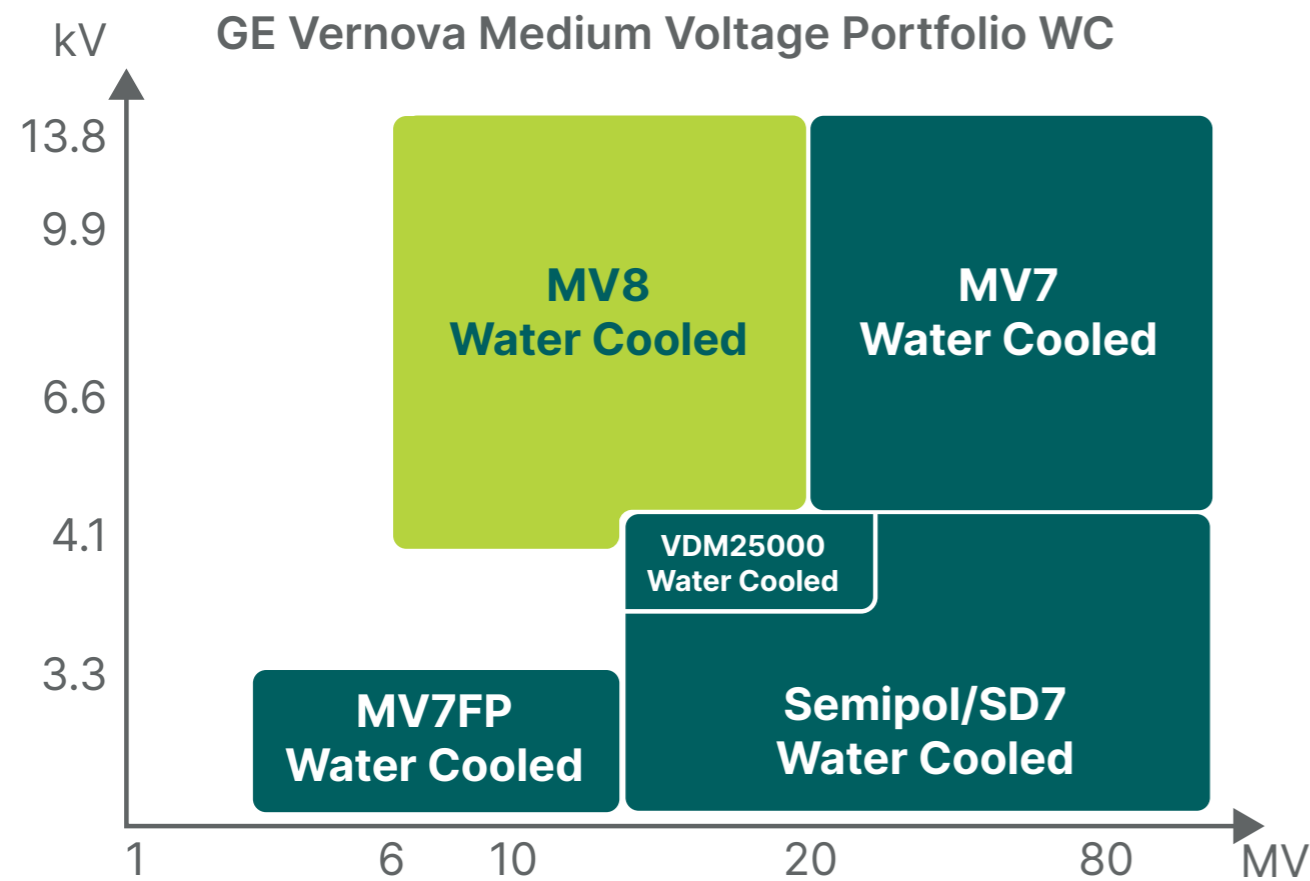 GE Vernova Medium Voltage Portfolio WC
kV
13.8
9.9
6.6
4.1
3.3
MV8
Water Cooled
MV7
Water Cooled
VDM25000
Water Cooled
MV7FP
Water Cooled
Semipol/SD7
Water Cooled
1
6
10
20
80
MV